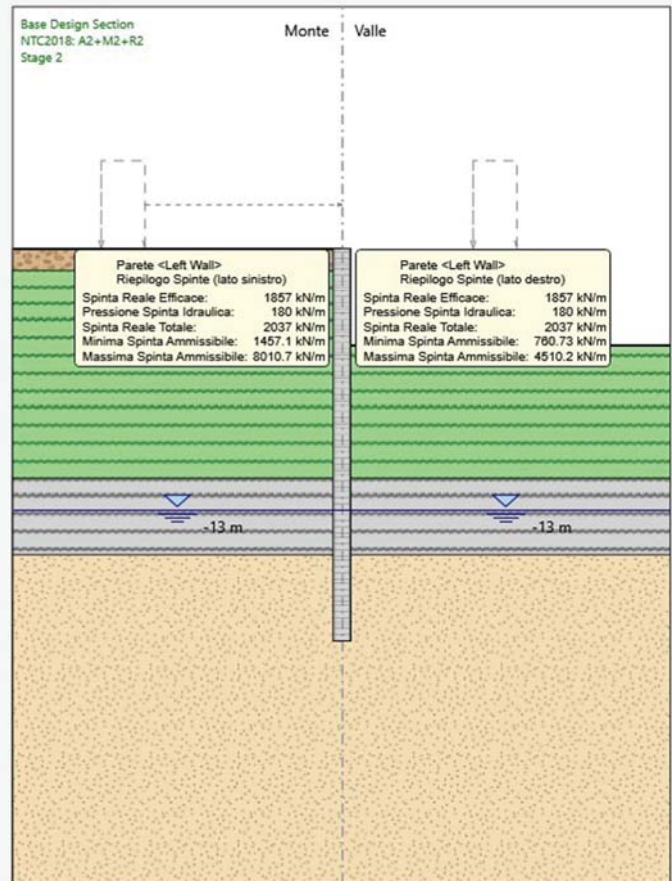 Base Design Section
NTC2018: A2+M2+R2
Stage 2
Monte
Valle
Parete <Left Wall>
Riepilogo Spinte (lato sinistro)
Spinta Reale Efficace: 1857 kN/m
Pressione Spinta Idraulica: 180 kN/m
Spinta Reale Totale: 2037 kN/m
Minima Spinta Ammissibile: 1457.1 kN/m
Massima Spinta Ammissibile: 8010.7 kN/m
Parete <Left Wall>
Riepilogo Spinte (lato destro)
Spinta Reale Efficace: 1857 kN/m
Pressione Spinta Idraulica: 180 kN/m
Spinta Reale Totale: 2037 kN/m
Minima Spinta Ammissibile: 760.73 kN/m
Massima Spinta Ammissibile: 4510.2 kN/m
-13 m
-13 m